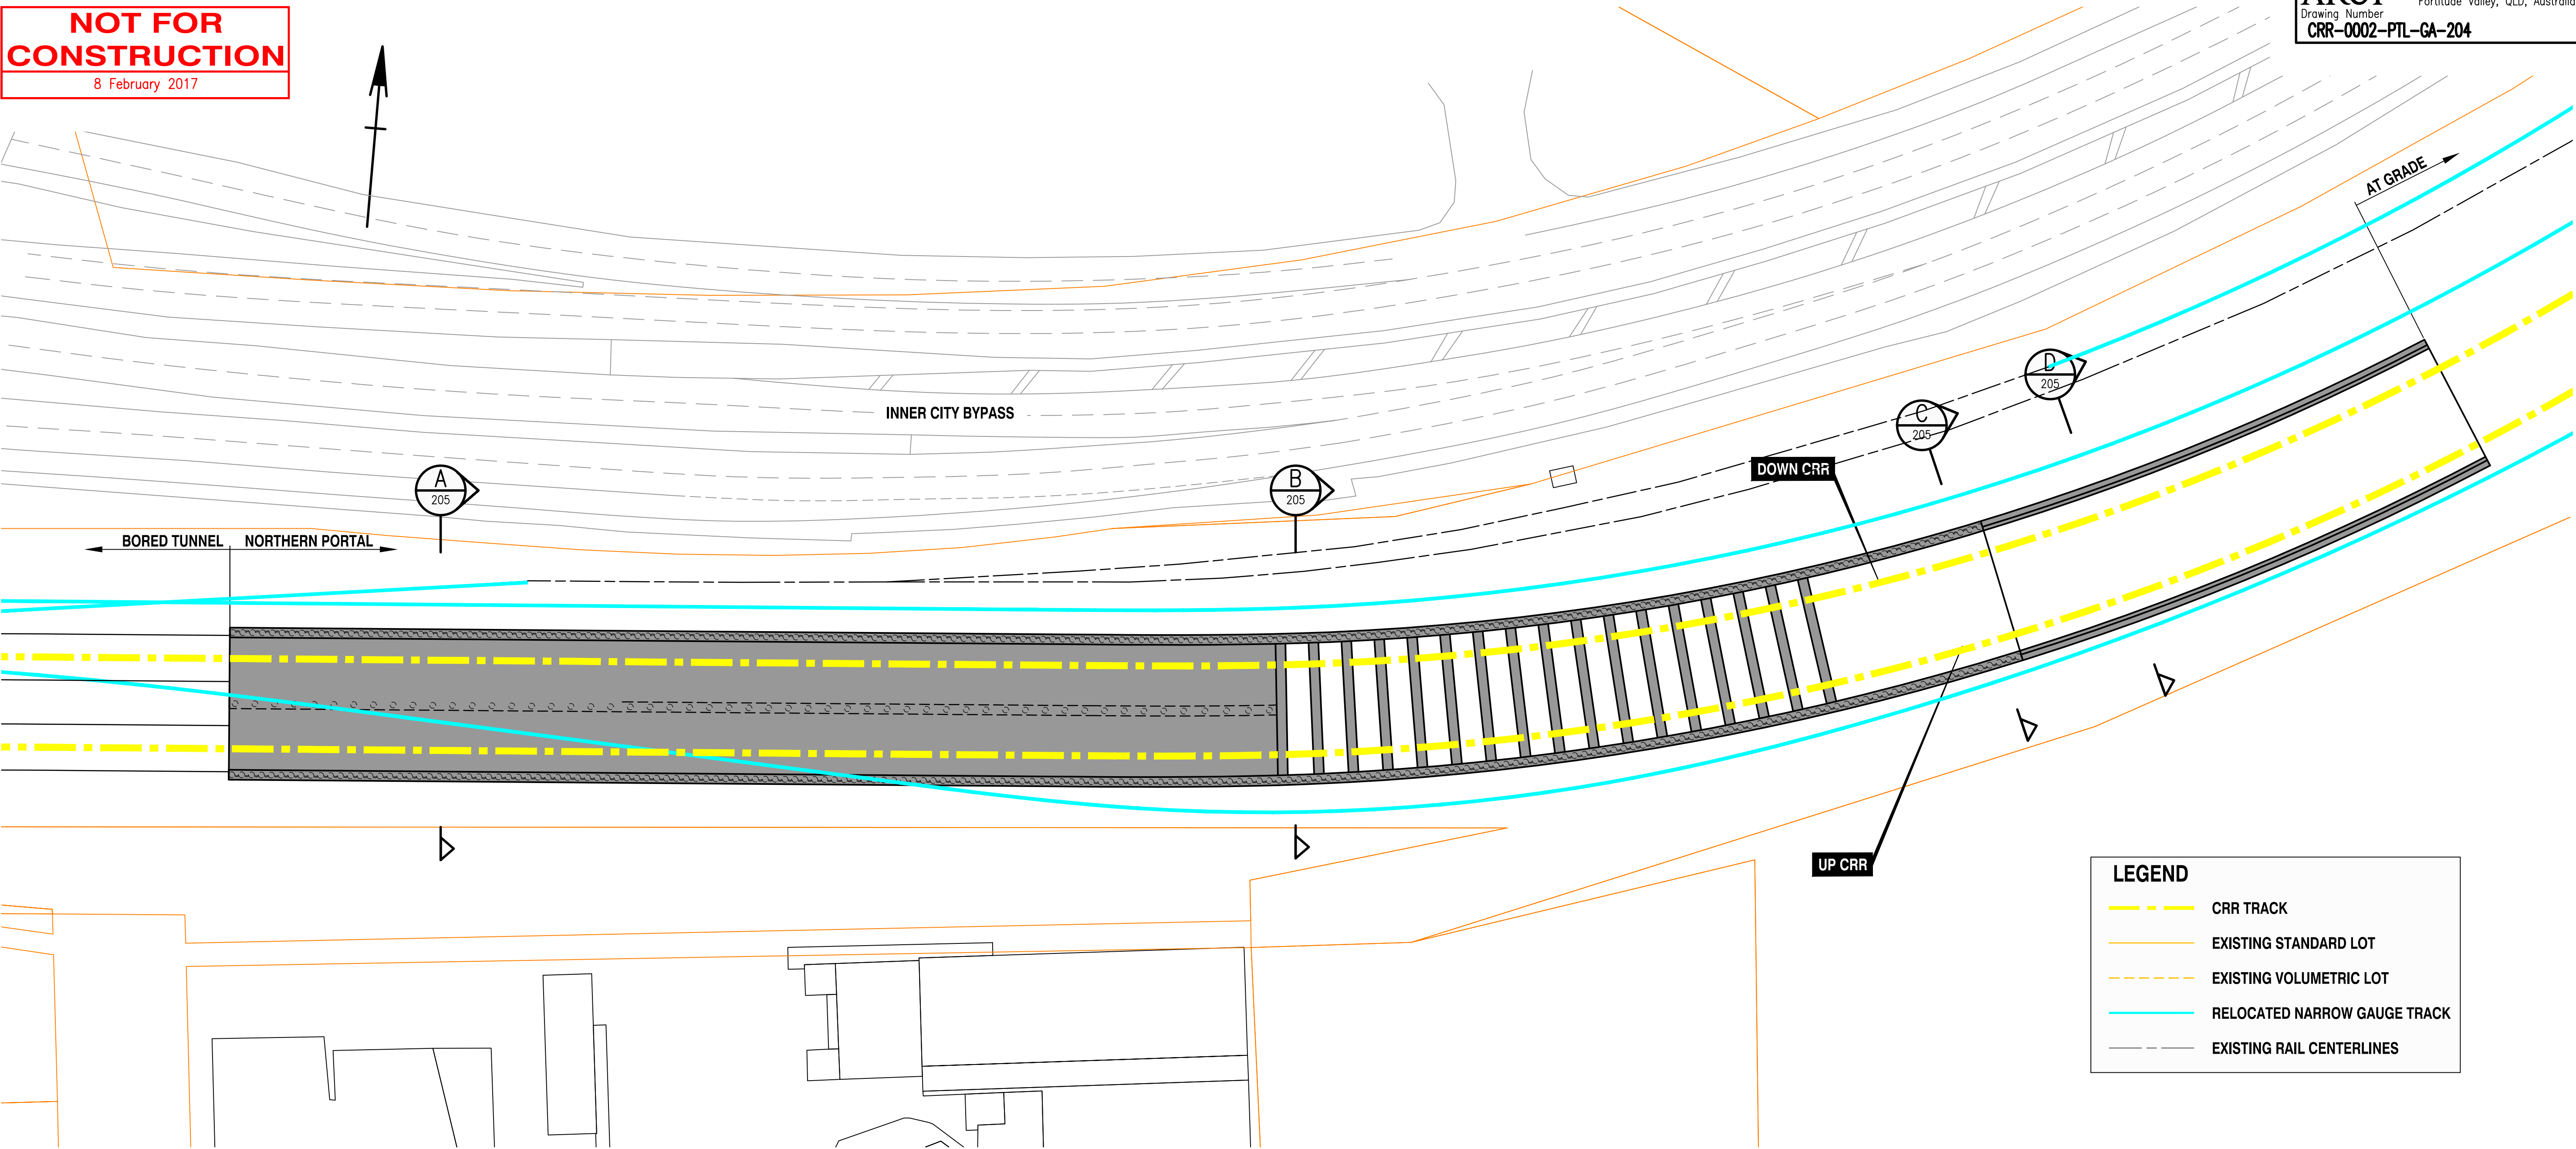 NOT FOR
CONSTRUCTION
8 February 2017
Fortitude Valley, QLD, Australia
Drawing Number
CRR-0002-PTL-GA-204
AT GRADE
D
205
C
205
INNER CITY BYPASS
DOWN CRR
A
205
B
205
BORED TUNNEL
NORTHERN PORTAL
UP CRR
LEGEND
CRR TRACK
EXISTING STANDARD LOT
EXISTING VOLUMETRIC LOT
RELOCATED NARROW GAUGE TRACK
EXISTING RAIL CENTERLINES